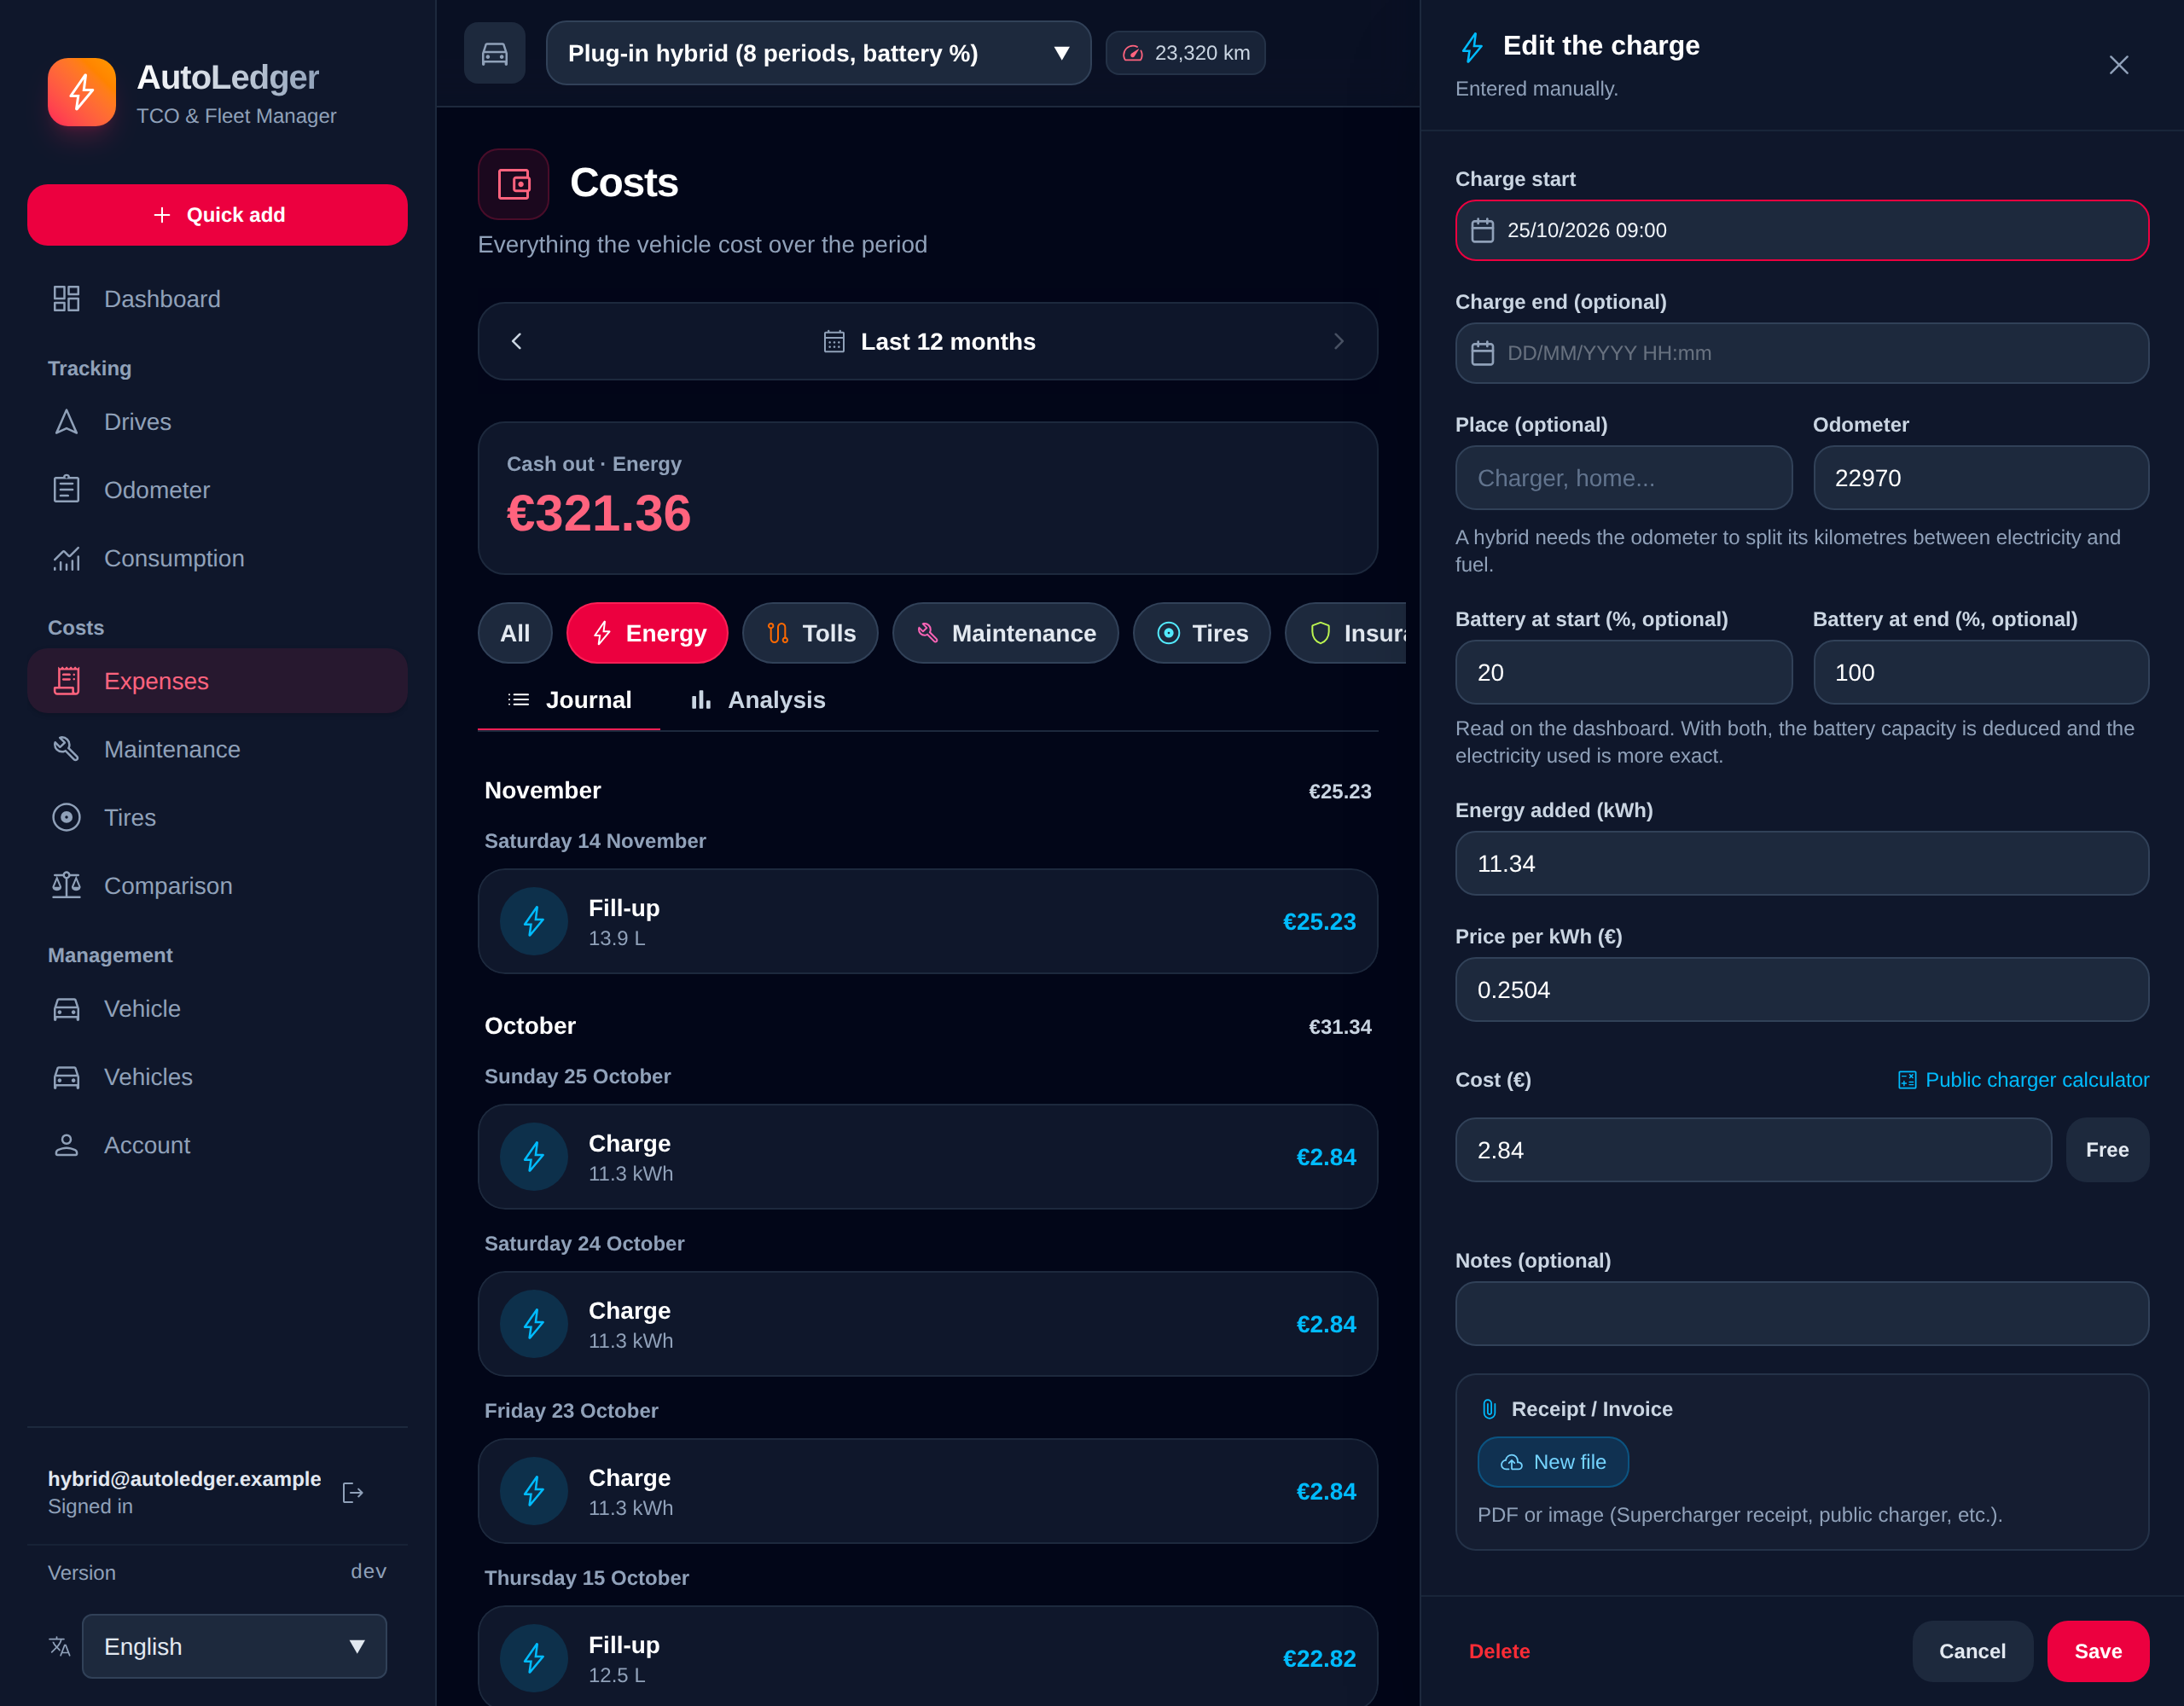 AutoLedger
TCO & Fleet Manager
Quick add
Dashboard
Tracking
Drives
Odometer
Consumption
Costs
Expenses
Maintenance
Tires
Comparison
Management
Vehicle
Vehicles
Account
hybrid@autoledger.example
Signed in
Version dev
English
Plug-in hybrid (8 periods, battery %)
23,320 km
Costs
Everything the vehicle cost over the period
Last 12 months
Cash out · Energy
€321.36
All Energy Tolls Maintenance Tires Insura
Journal Analysis
November €25.23
Saturday 14 November
Fill-up
13.9 L
€25.23
October €31.34
Sunday 25 October
Charge
11.3 kWh
€2.84
Saturday 24 October
Charge
11.3 kWh
€2.84
Friday 23 October
Charge
11.3 kWh
€2.84
Thursday 15 October
Fill-up
12.5 L
€22.82
Edit the charge
Entered manually.
Charge start
25/10/2026 09:00
Charge end (optional)
DD/MM/YYYY HH:mm
Place (optional) Odometer
Charger, home... 22970
A hybrid needs the odometer to split its kilometres between electricity and
fuel.
Battery at start (%, optional) Battery at end (%, optional)
20 100
Read on the dashboard. With both, the battery capacity is deduced and the
electricity used is more exact.
Energy added (kWh)
11.34
Price per kWh (€)
0.2504
Cost (€) Public charger calculator
2.84 Free
Notes (optional)
Receipt / Invoice
New file
PDF or image (Supercharger receipt, public charger, etc.).
Delete Cancel Save